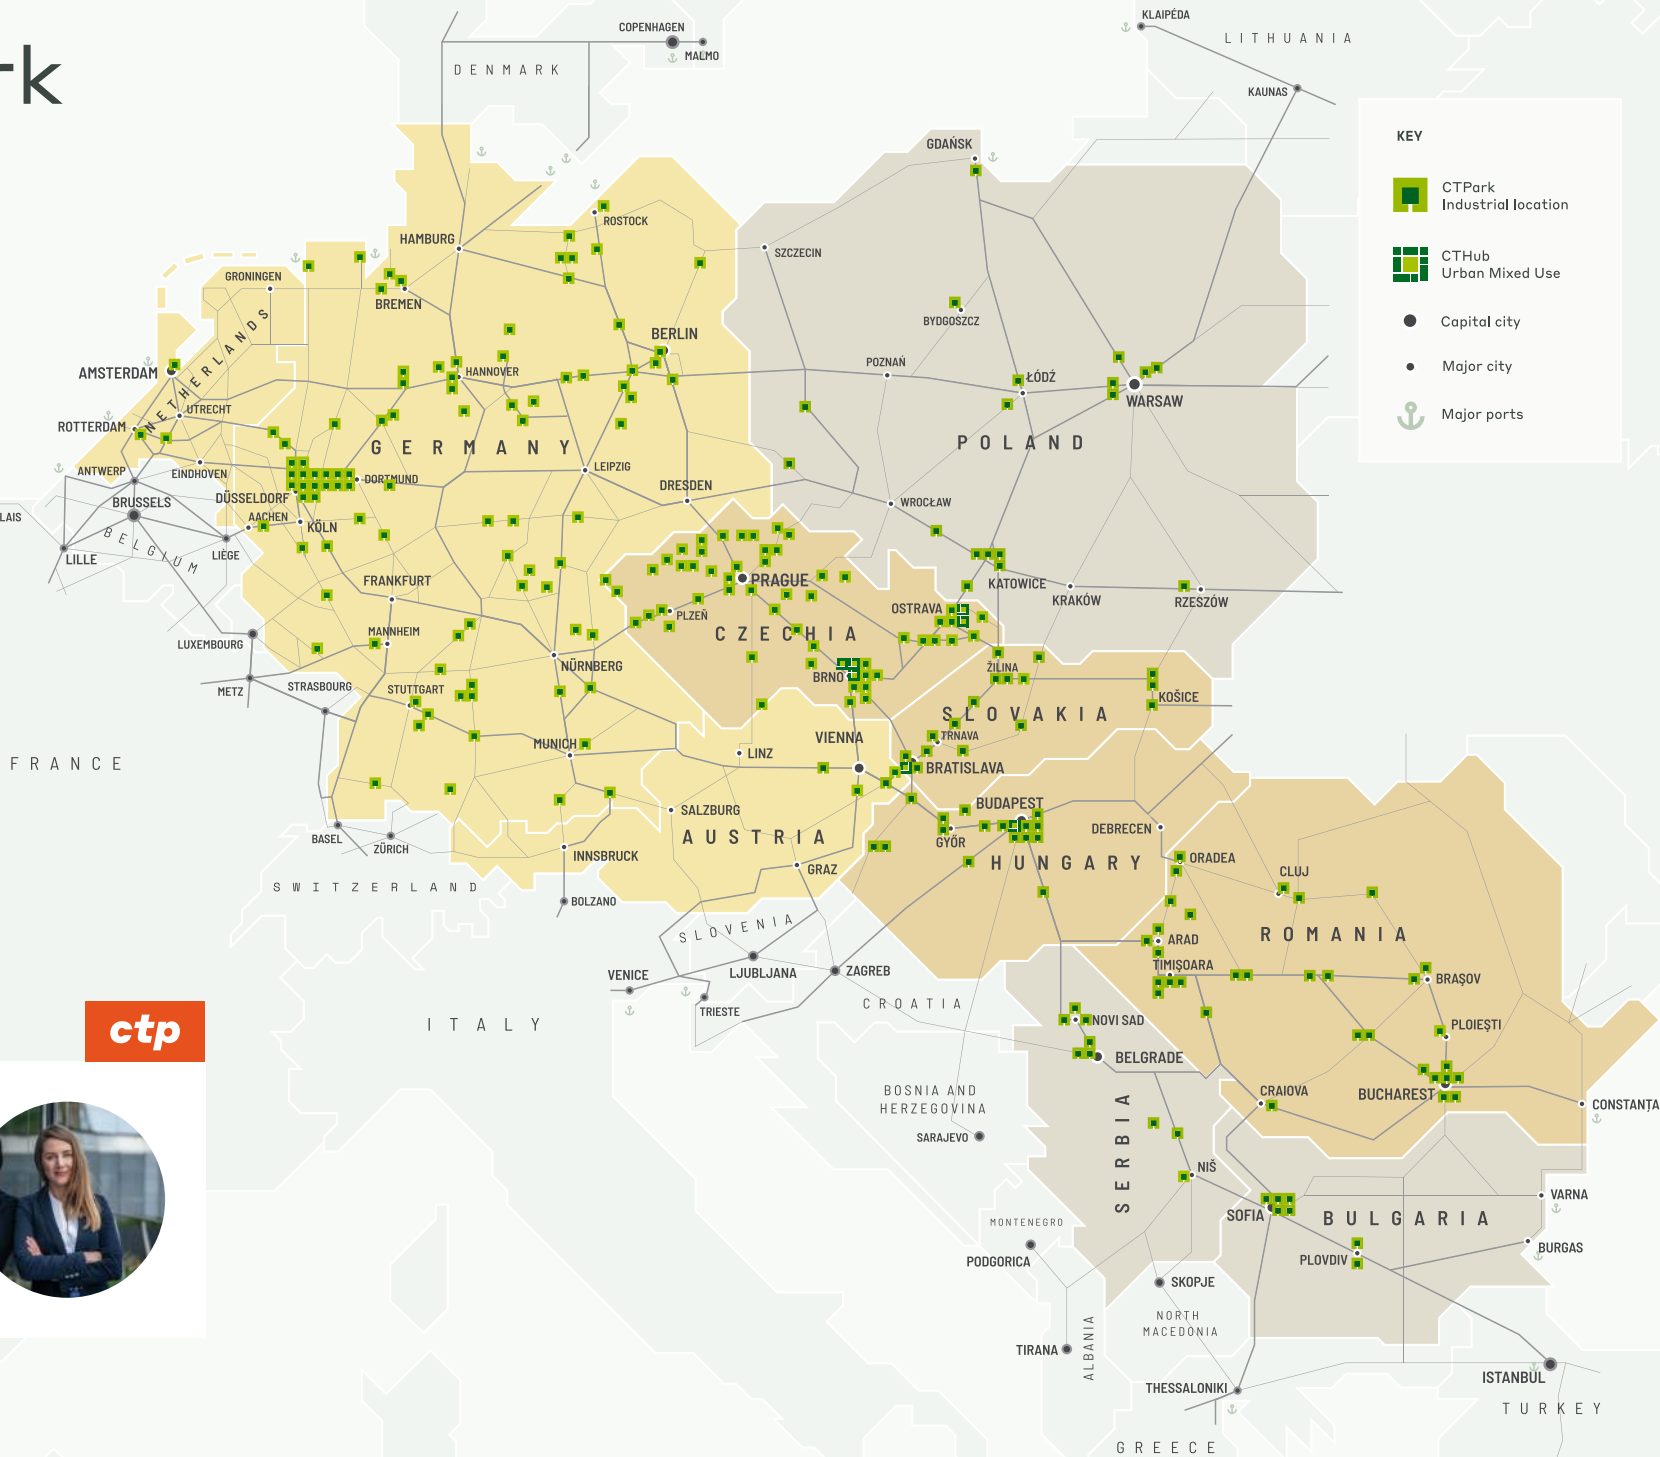 rk
KEY
CTPark
Industrial location
CTHub
Urban Mixed Use
Capital city
Major city
Major ports
KLAIPĖDA
LITHUANIA
KAUNAS
COPENHAGEN
MALMO
DENMARK
GDAŃSK
ROSTOCK
HAMBURG
SZCZECIN
GRONINGEN
BREMEN
BYDGOSZCZ
BERLIN
NETHERLANDS
AMSTERDAM
HANNOVER
POZNAŃ
ŁÓDŹ
WARSAW
UTRECHT
ROTTERDAM
GERMANY
POLAND
ANTWERP
EINDHOVEN
DORTMUND
LEIPZIG
DRESDEN
BRUSSELS
DÜSSELDORF
WROCŁAW
LAIS
AACHEN
KÖLN
BELGIUM
LIÈGE
LILLE
FRANKFURT
PRAGUE
KATOWICE
KRAKÓW
RZESZÓW
OSTRAVA
PLZEŇ
CZECHIA
LUXEMBOURG
MANNHEIM
NÜRNBERG
ŽILINA
BRNO
METZ
STRASBOURG
STUTTGART
KOŠICE
SLOVAKIA
TRNAVA
VIENNA
MUNICH
LINZ
BRATISLAVA
FRANCE
SALZBURG
BUDAPEST
DEBRECEN
BASEL
ZÜRICH
AUSTRIA
GYŐR
INNSBRUCK
GRAZ
HUNGARY
ORADEA
CLUJ
SWITZERLAND
BOLZANO
SLOVENIA
ARAD
ROMANIA
VENICE
LJUBLJANA
ZAGREB
TIMIȘOARA
BRAȘOV
TRIESTE
CROATIA
ITALY
NOVI SAD
PLOIEȘTI
ctp
BELGRADE
BOSNIA AND
HERZEGOVINA
CRAIOVA
BUCHAREST
CONSTANȚA
SARAJEVO
SERBIA
NIŠ
VARNA
MONTENEGRO
SOFIA
BULGARIA
PODGORICA
PLOVDIV
BURGAS
SKOPJE
NORTH
MACEDONIA
TIRANA
ALBANIA
ISTANBUL
THESSALONIKI
TURKEY
GREECE